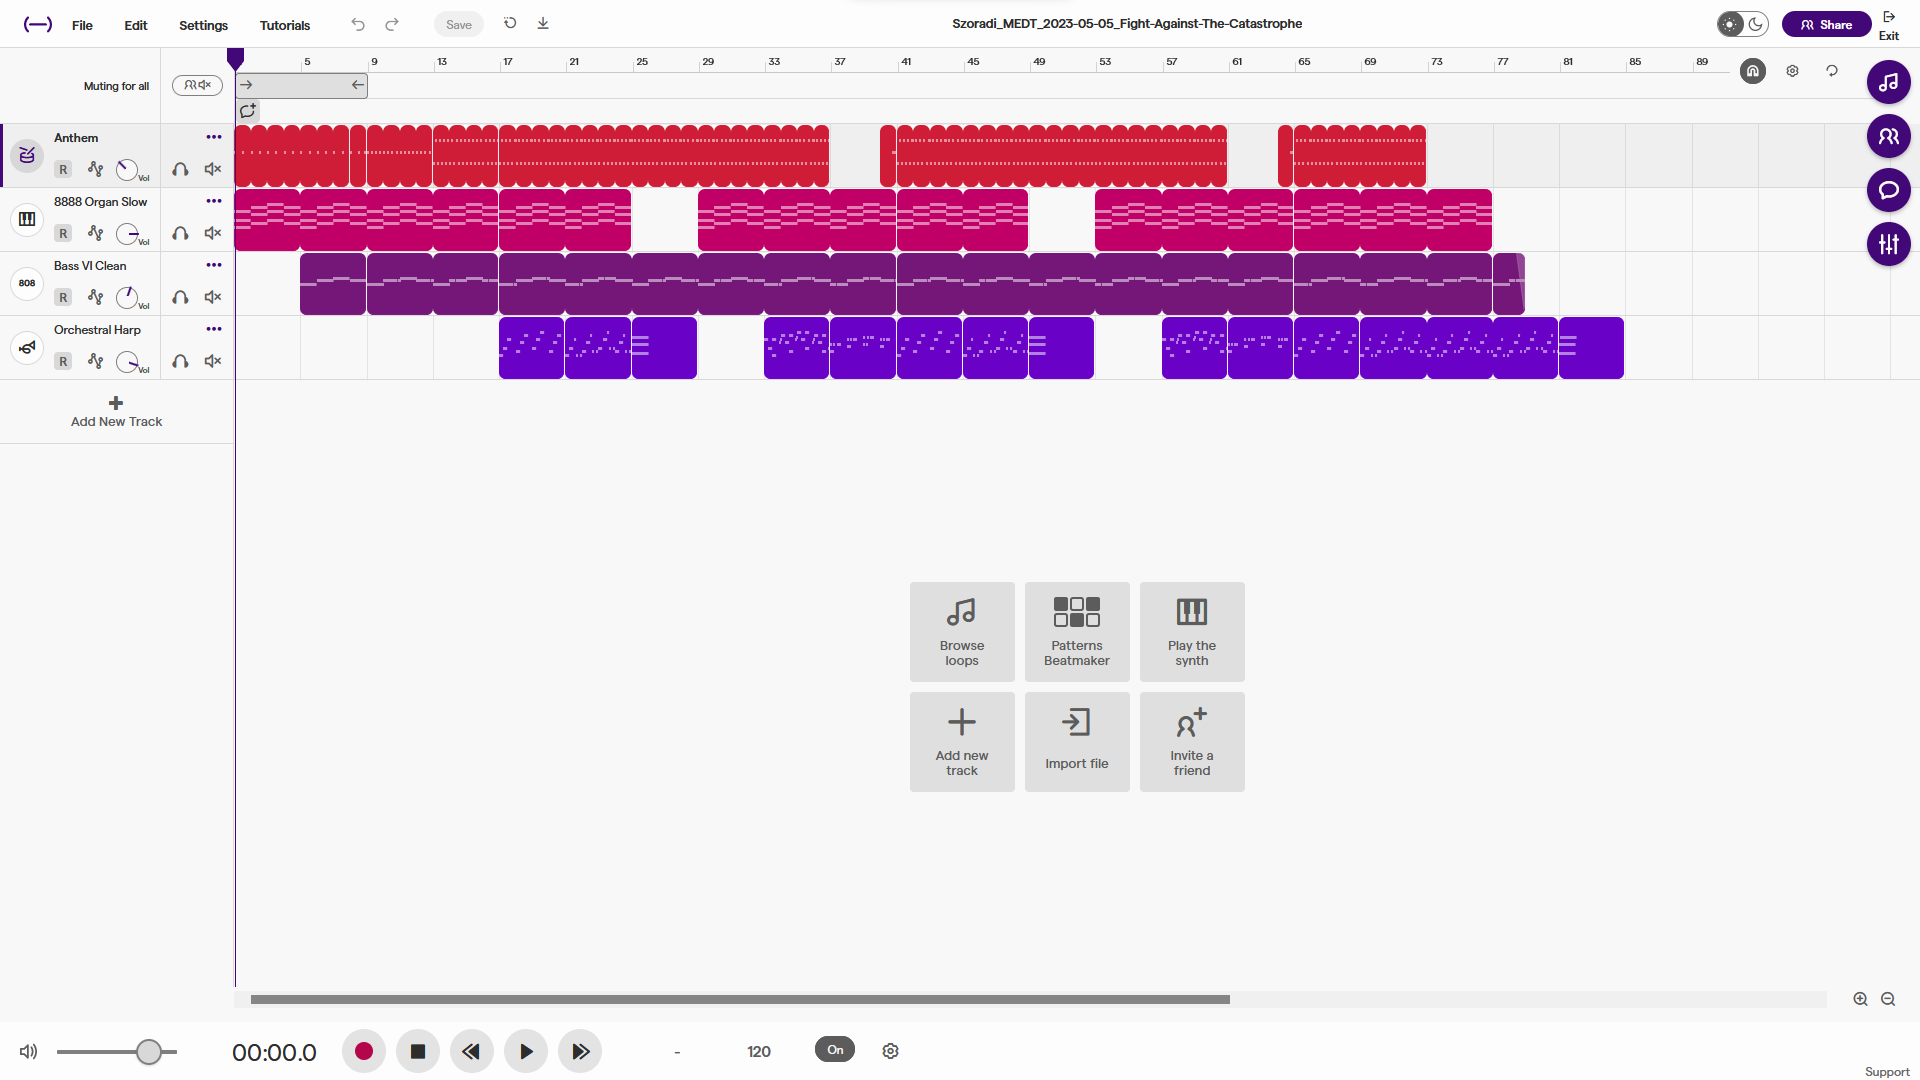 File Edit Settings Tutorials Save Szoradi_MEDT_2023-05-05_Fight-Against-The-Catastrophe Share Exit
5 9 13 17 21 25 29 33 37 41 45 49 53 57 61 65 69 73 77 81 85 89
Muting for all
Anthem
R Vol
8888 Organ Slow
R Vol
Bass VI Clean
808
R Vol
Orchestral Harp
R Vol
Add New Track
Browse
loops
Patterns
Beatmaker
Play the
synth
Add new
track
Import file
Invite a
friend
00:00.0 - 120 On
Support